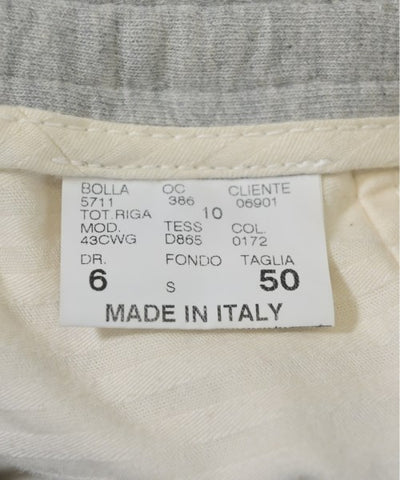 BOLLA OC CLIENTE
5711 386 06901
TOT.RIGA 10
MOD. TESS COL.
43CWG D865 0172
DR. FONDO TAGLIA
6 S 50
MADE IN ITALY